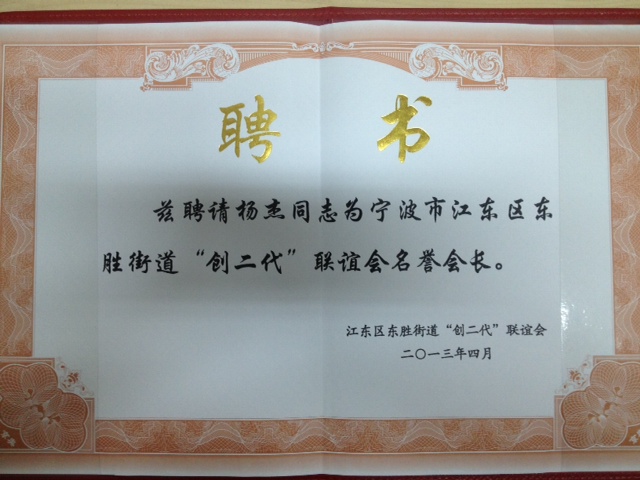 聘书
兹聘请杨杰同志为宁波市江东区东
胜街道“创二代”联谊会名誉会长。
江东区东胜街道“创二代”联谊会
二〇一三年四月